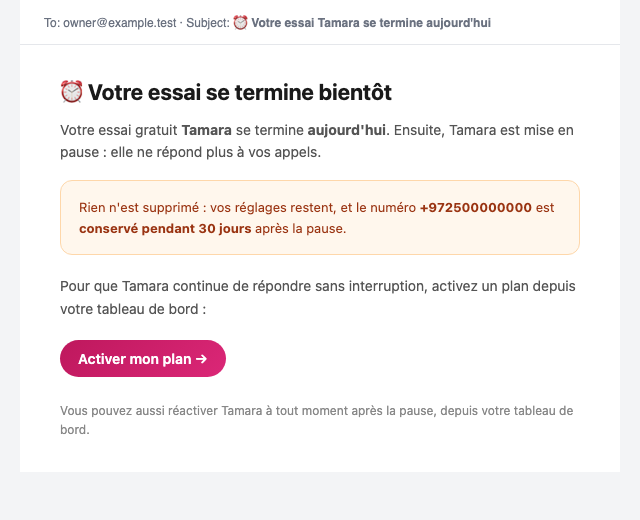 To: owner@example.test · Subject: ⏰ Votre essai Tamara se termine aujourd'hui
⏰ Votre essai se termine bientôt
Votre essai gratuit Tamara se termine aujourd'hui. Ensuite, Tamara est mise en
pause : elle ne répond plus à vos appels.
Rien n'est supprimé : vos réglages restent, et le numéro +972500000000 est
conservé pendant 30 jours après la pause.
Pour que Tamara continue de répondre sans interruption, activez un plan depuis
votre tableau de bord :
Activer mon plan →
Vous pouvez aussi réactiver Tamara à tout moment après la pause, depuis votre tableau de
bord.